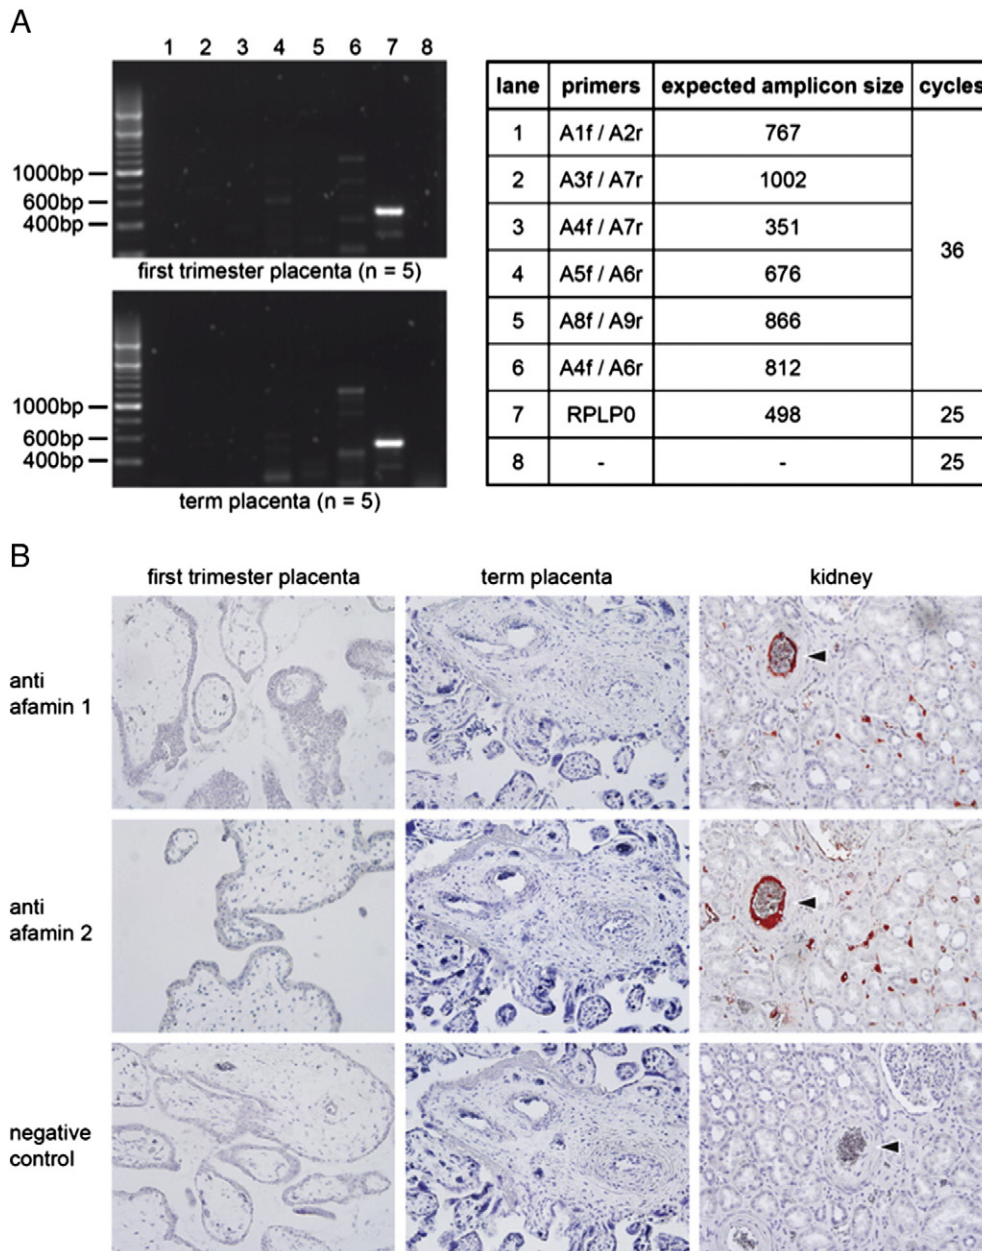 A
1 2 3 4 5 6 7 8
1000bp
600bp
400bp
first trimester placenta (n = 5)
1000bp
600bp
400bp
term placenta (n = 5)
lane primers expected amplicon size cycles
1 A1f / A2r 767
2 A3f / A7r 1002
3 A4f / A7r 351
36
4 A5f / A6r 676
5 A8f / A9r 866
6 A4f / A6r 812
7 RPLP0 498 25
8 - - 25
B
first trimester placenta term placenta kidney
anti
afamin 1
anti
afamin 2
negative
control